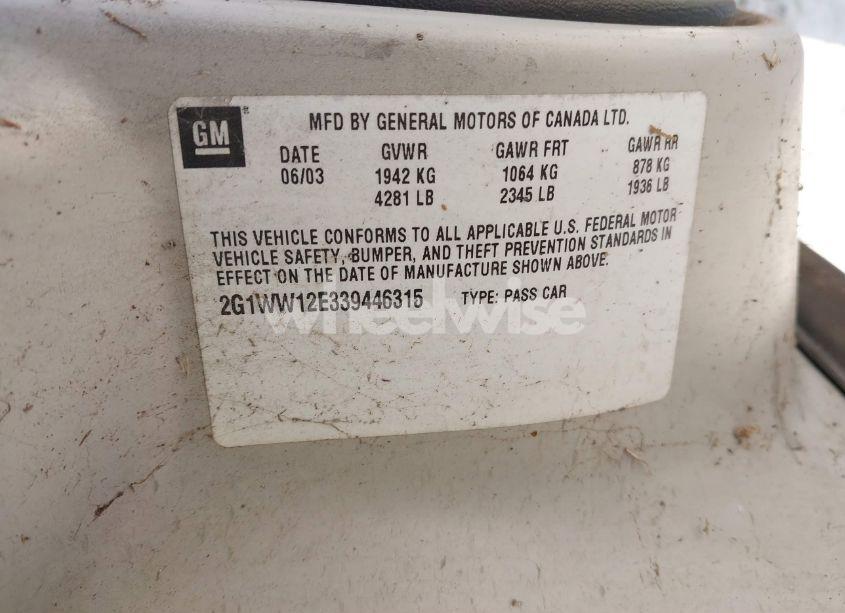 GM
MFD BY GENERAL MOTORS OF CANADA LTD.
DATE GVWR GAWR FRT GAWR RR
06/03 1942 KG 1064 KG 878 KG
4281 LB 2345 LB 1936 LB
THIS VEHICLE CONFORMS TO ALL APPLICABLE U.S. FEDERAL MOTOR
VEHICLE SAFETY, BUMPER, AND THEFT PREVENTION STANDARDS IN
EFFECT ON THE DATE OF MANUFACTURE SHOWN ABOVE.
2G1WW12E339446315 TYPE: PASS CAR
wheelwise